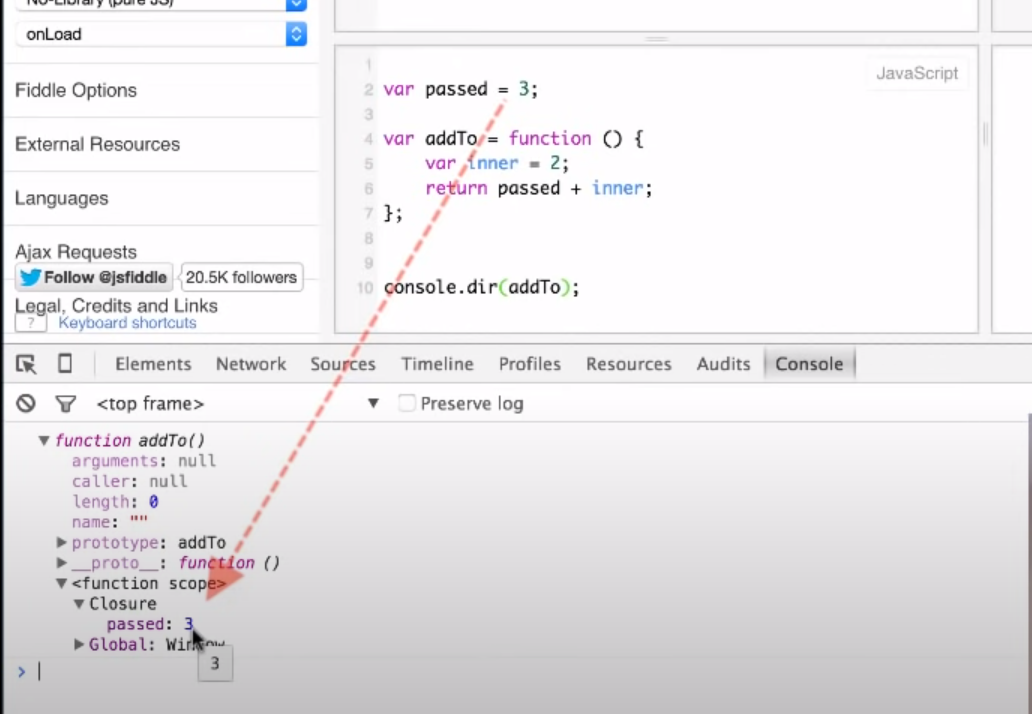 No-Library (pure JS)
onLoad
Fiddle Options
External Resources
Languages
Ajax Requests
Follow @jsfiddle 20.5K followers
Legal, Credits and Links
? Keyboard shortcuts
JavaScript
1
2 var passed = 3;
3
4 var addTo = function () {
5 var inner = 2;
6 return passed + inner;
7 };
8
9
10 console.dir(addTo);
Elements Network Sources Timeline Profiles Resources Audits Console
<top frame> ▼ Preserve log
▼ function addTo()
arguments: null
caller: null
length: 0
name: ""
▶ prototype: addTo
▶ __proto__: function ()
▼ <function scope>
▼ Closure
passed: 3
▶ Global: Window
3
>